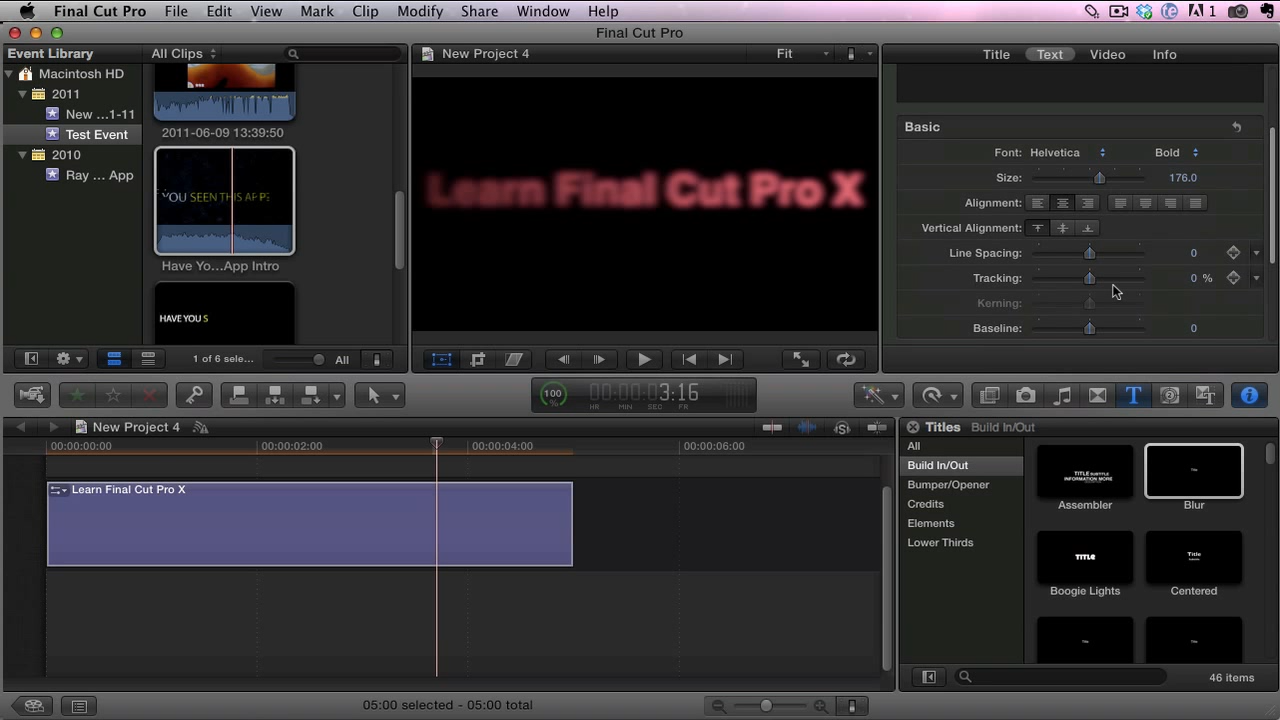 Final Cut Pro File Edit View Mark Clip Modify Share Window Help 1
Final Cut Pro
Event Library
All Clips
New Project 4
Fit
Title Text Video Info
Macintosh HD
2011
New ...1-11
Test Event
2010
Ray ... App
2011-06-09 13:39:50
YOU SEEN THIS APP?
Have Yo...App Intro
HAVE YOU S
Learn Final Cut Pro X
Basic
Font: Helvetica Bold
Size: 176.0
Alignment:
Vertical Alignment:
Line Spacing: 0
Tracking: 0 %
Kerning:
Baseline: 0
1 of 6 sele... All
100 % 00:00:03:16
HR MIN SEC FR
New Project 4
00:00:00:00 00:00:02:00 00:00:04:00 00:00:06:00
Learn Final Cut Pro X
Titles Build In/Out
All
Build In/Out
Bumper/Opener
Credits
Elements
Lower Thirds
TITLE SUBTITLE
INFORMATION MORE
Assembler
Title
Blur
TITLE
Boogie Lights
Title
Centered
Title
Title
46 items
05:00 selected - 05:00 total